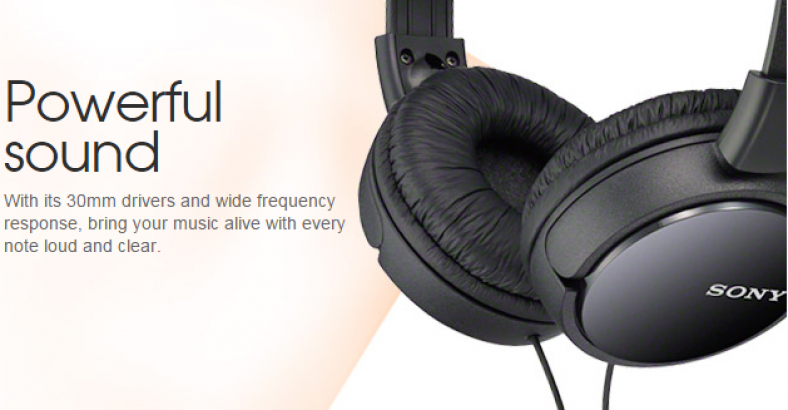 Powerful
sound
With its 30mm drivers and wide frequency
response, bring your music alive with every
note loud and clear.
SONY